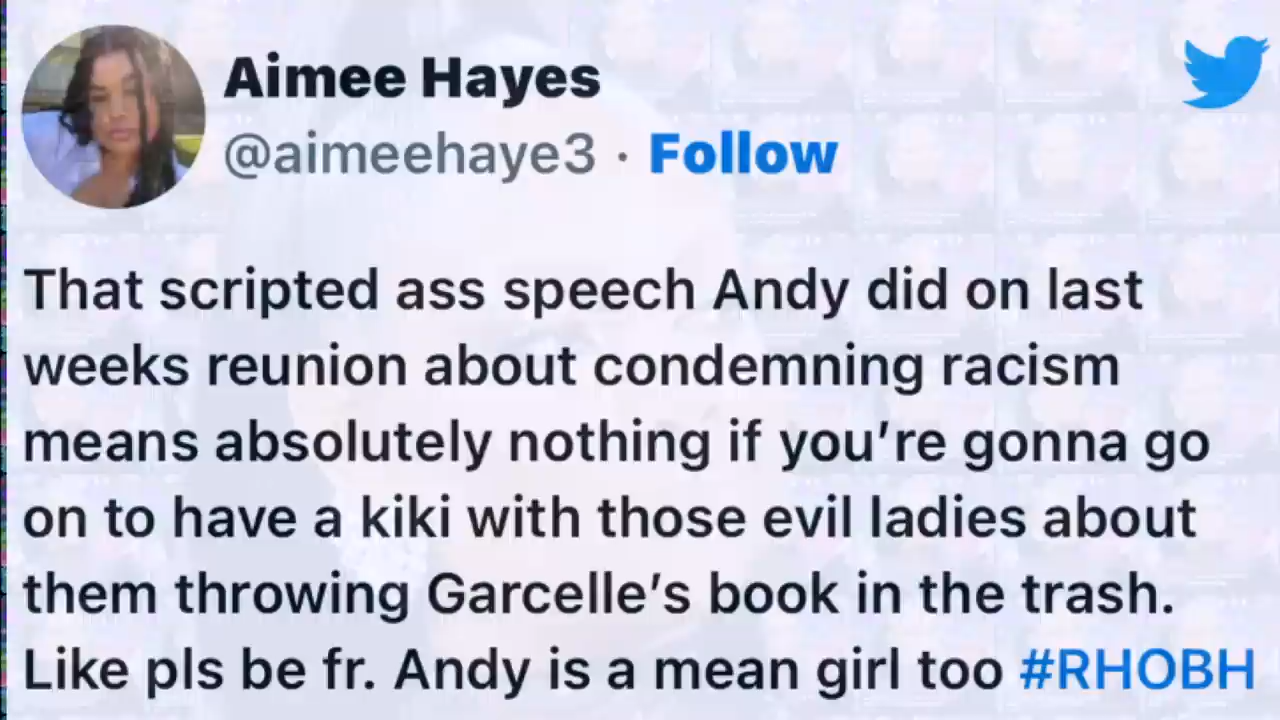 Aimee Hayes
@aimeehaye3 · Follow
That scripted ass speech Andy did on last
weeks reunion about condemning racism
means absolutely nothing if you’re gonna go
on to have a kiki with those evil ladies about
them throwing Garcelle’s book in the trash.
Like pls be fr. Andy is a mean girl too #RHOBH